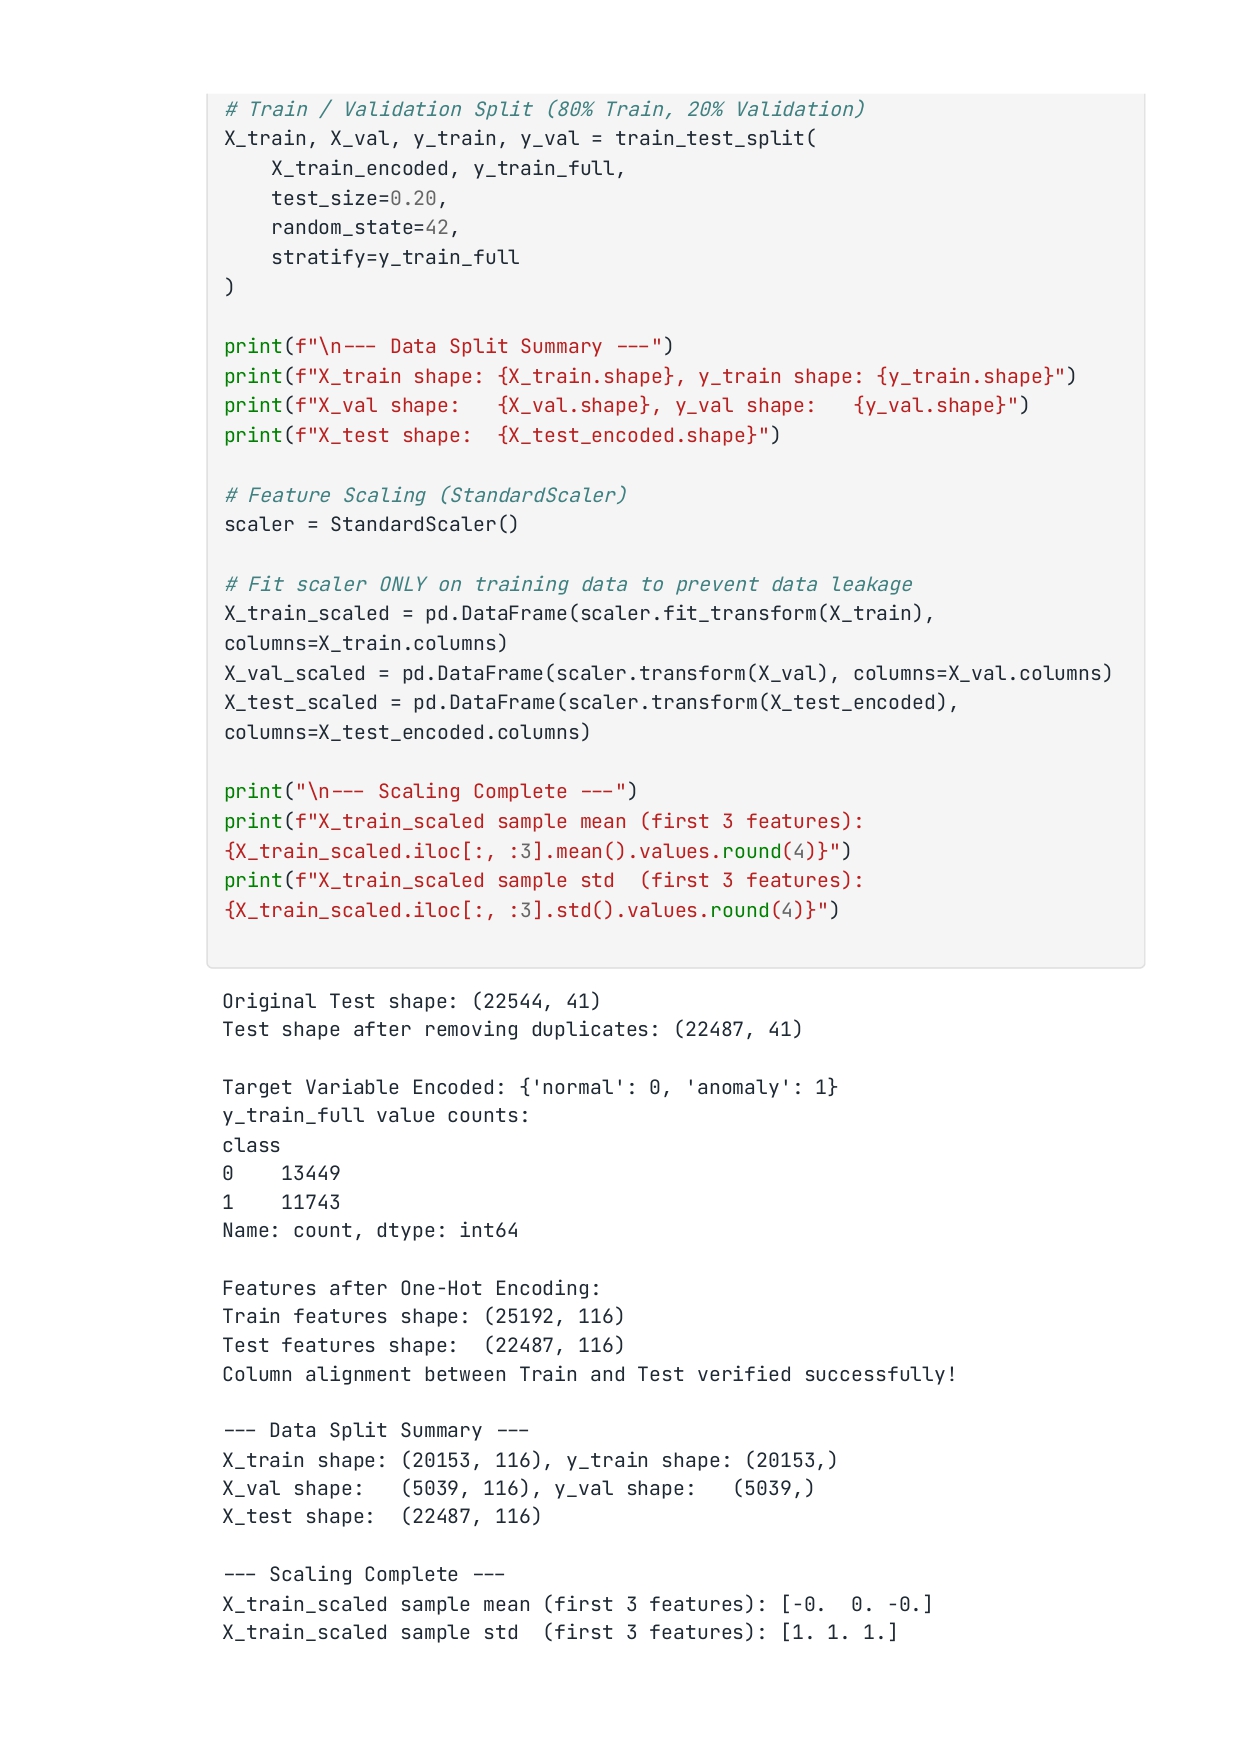 # Train / Validation Split (80% Train, 20% Validation)
X_train, X_val, y_train, y_val = train_test_split(
    X_train_encoded, y_train_full,
    test_size=0.20,
    random_state=42,
    stratify=y_train_full
)

print(f"\n--- Data Split Summary ---")
print(f"X_train shape: {X_train.shape}, y_train shape: {y_train.shape}")
print(f"X_val shape:   {X_val.shape}, y_val shape:   {y_val.shape}")
print(f"X_test shape:  {X_test_encoded.shape}")

# Feature Scaling (StandardScaler)
scaler = StandardScaler()

# Fit scaler ONLY on training data to prevent data leakage
X_train_scaled = pd.DataFrame(scaler.fit_transform(X_train),
columns=X_train.columns)
X_val_scaled = pd.DataFrame(scaler.transform(X_val), columns=X_val.columns)
X_test_scaled = pd.DataFrame(scaler.transform(X_test_encoded),
columns=X_test_encoded.columns)

print("\n--- Scaling Complete ---")
print(f"X_train_scaled sample mean (first 3 features):
{X_train_scaled.iloc[:, :3].mean().values.round(4)}")
print(f"X_train_scaled sample std  (first 3 features):
{X_train_scaled.iloc[:, :3].std().values.round(4)}")

Original Test shape: (22544, 41)
Test shape after removing duplicates: (22487, 41)

Target Variable Encoded: {'normal': 0, 'anomaly': 1}
y_train_full value counts:
class
0    13449
1    11743
Name: count, dtype: int64

Features after One-Hot Encoding:
Train features shape: (25192, 116)
Test features shape:  (22487, 116)
Column alignment between Train and Test verified successfully!

--- Data Split Summary ---
X_train shape: (20153, 116), y_train shape: (20153,)
X_val shape:   (5039, 116), y_val shape:   (5039,)
X_test shape:  (22487, 116)

--- Scaling Complete ---
X_train_scaled sample mean (first 3 features): [-0.  0. -0.]
X_train_scaled sample std  (first 3 features): [1. 1. 1.]